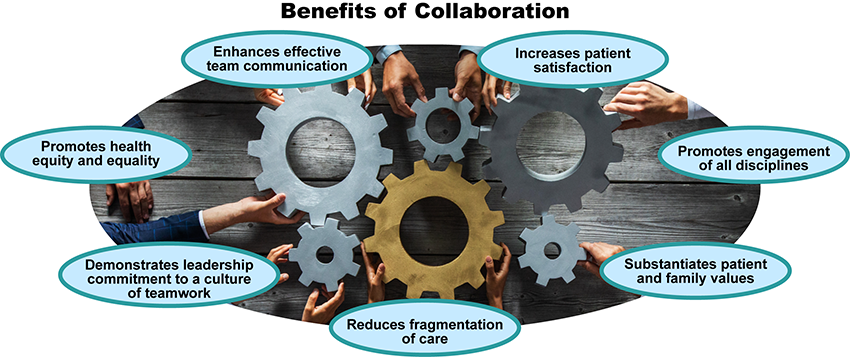 Benefits of Collaboration
Enhances effective
team communication
Increases patient
satisfaction
Promotes health
equity and equality
Promotes engagement
of all disciplines
Demonstrates leadership
commitment to a culture
of teamwork
Substantiates patient
and family values
Reduces fragmentation
of care